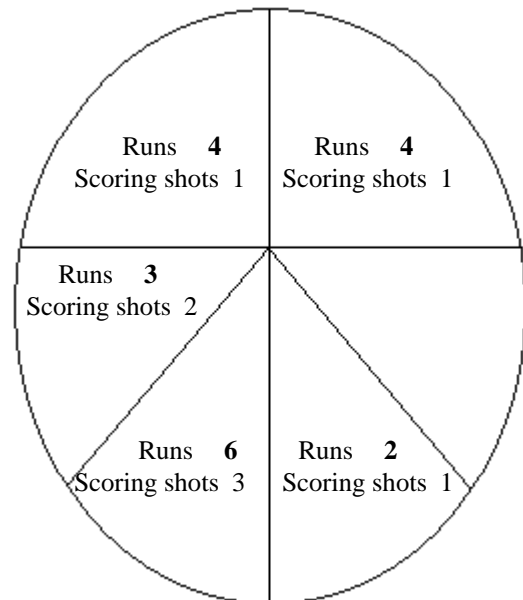 Runs 4
Scoring shots 1
Runs 4
Scoring shots 1
Runs 3
Scoring shots 2
Runs 6
Scoring shots 3
Runs 2
Scoring shots 1